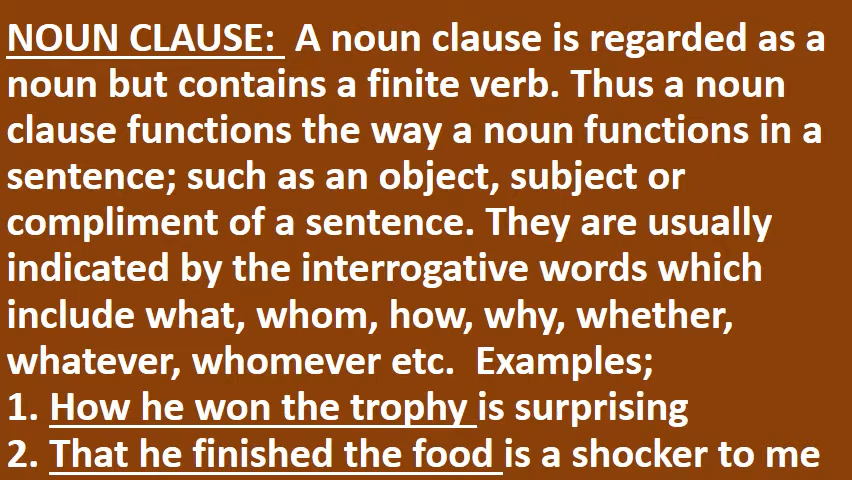 NOUN CLAUSE:  A noun clause is regarded as a
noun but contains a finite verb. Thus a noun
clause functions the way a noun functions in a
sentence; such as an object, subject or
compliment of a sentence. They are usually
indicated by the interrogative words which
include what, whom, how, why, whether,
whatever, whomever etc.  Examples;
1. How he won the trophy is surprising
2. That he finished the food is a shocker to me